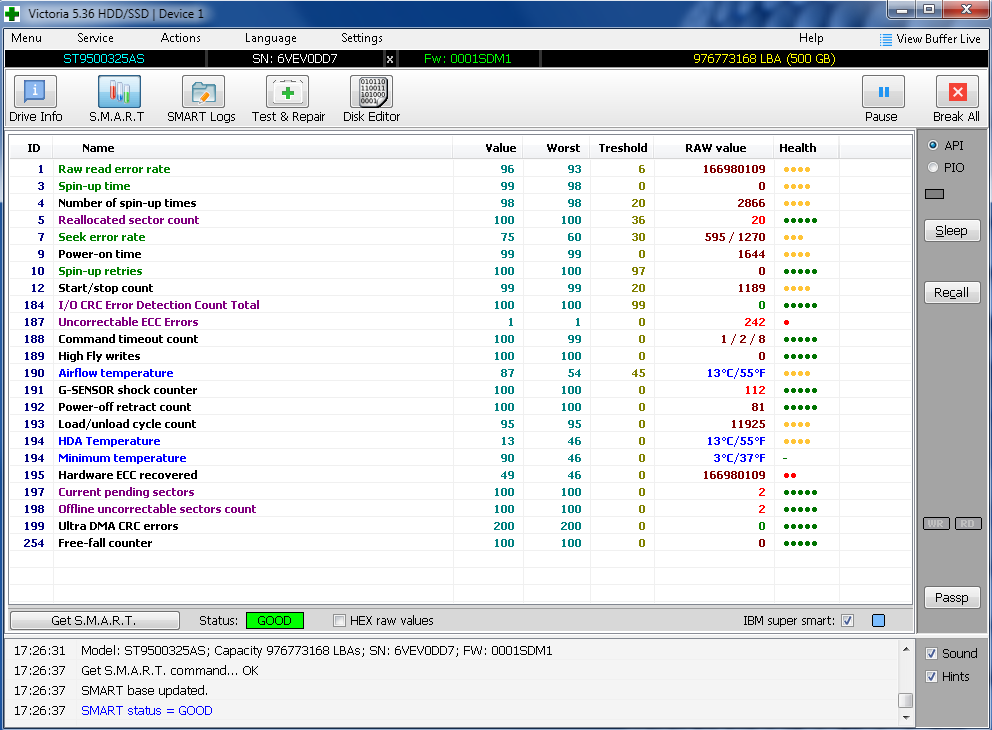 Victoria 5.36 HDD/SSD | Device 1
Menu Service Actions Language Settings Help View Buffer Live
ST9500325AS SN: 6VEV0DD7 x Fw: 0001SDM1 976773168 LBA (500 GB)
Drive Info S.M.A.R.T SMART Logs Test & Repair Disk Editor Pause Break All
ID Name Value Worst Treshold RAW value Health
1 Raw read error rate 96 93 6 166980109
3 Spin-up time 99 98 0 0
4 Number of spin-up times 98 98 20 2866
5 Reallocated sector count 100 100 36 20
7 Seek error rate 75 60 30 595 / 1270
9 Power-on time 99 99 0 1644
10 Spin-up retries 100 100 97 0
12 Start/stop count 99 99 20 1189
184 I/O CRC Error Detection Count Total 100 100 99 0
187 Uncorrectable ECC Errors 1 1 0 242
188 Command timeout count 100 99 0 1 / 2 / 8
189 High Fly writes 100 100 0 0
190 Airflow temperature 87 54 45 13°C/55°F
191 G-SENSOR shock counter 100 100 0 112
192 Power-off retract count 100 100 0 81
193 Load/unload cycle count 95 95 0 11925
194 HDA Temperature 13 46 0 13°C/55°F
194 Minimum temperature 90 46 0 3°C/37°F -
195 Hardware ECC recovered 49 46 0 166980109
197 Current pending sectors 100 100 0 2
198 Offline uncorrectable sectors count 100 100 0 2
199 Ultra DMA CRC errors 200 200 0 0
254 Free-fall counter 100 100 0 0
API
PIO
Sleep
Recall
WR RD
Passp
Get S.M.A.R.T. Status: GOOD HEX raw values IBM super smart:
17:26:31 Model: ST9500325AS; Capacity 976773168 LBAs; SN: 6VEV0DD7; FW: 0001SDM1
17:26:37 Get S.M.A.R.T. command... OK
17:26:37 SMART base updated.
17:26:37 SMART status = GOOD
Sound
Hints